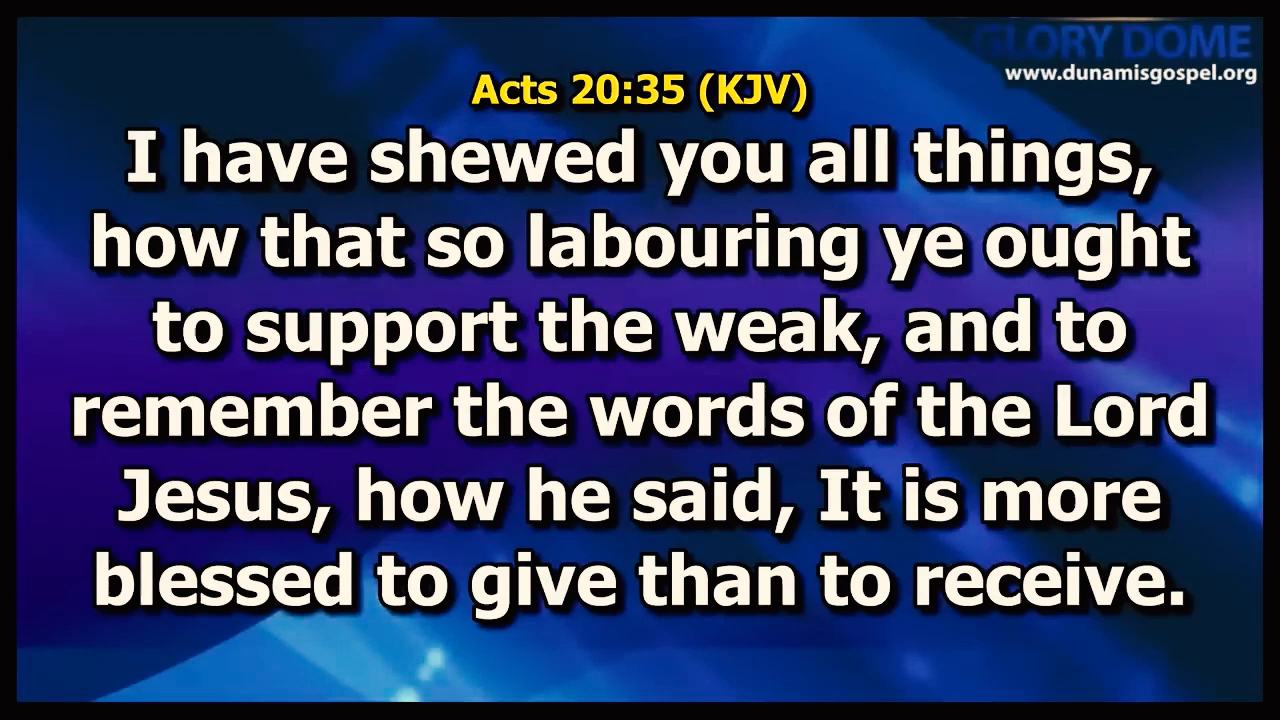 GLORY DOME
www.dunamisgospel.org
Acts 20:35 (KJV)
I have shewed you all things,
how that so labouring ye ought
to support the weak, and to
remember the words of the Lord
Jesus, how he said, It is more
blessed to give than to receive.